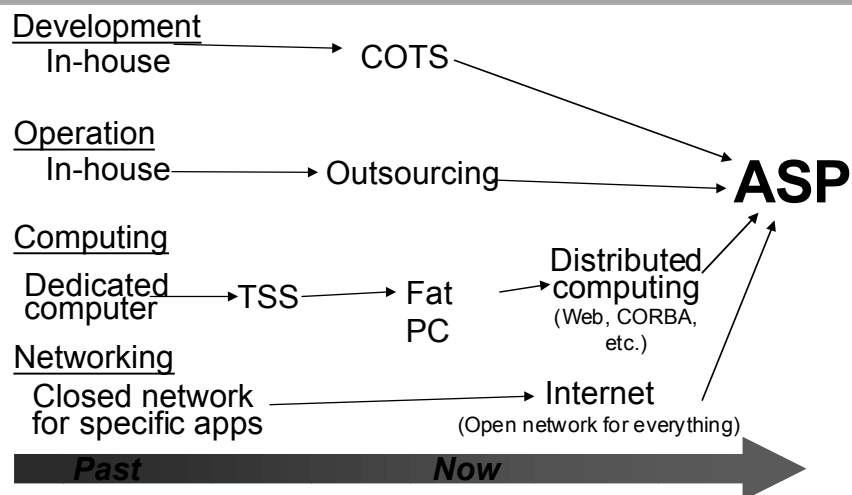 Development
In-house
COTS
Operation
In-house
Outsourcing
ASP
Computing
Dedicated
computer
TSS
Fat
PC
Distributed
computing
(Web, CORBA,
etc.)
Networking
Closed network
for specific apps
Internet
(Open network for everything)
Past
Now